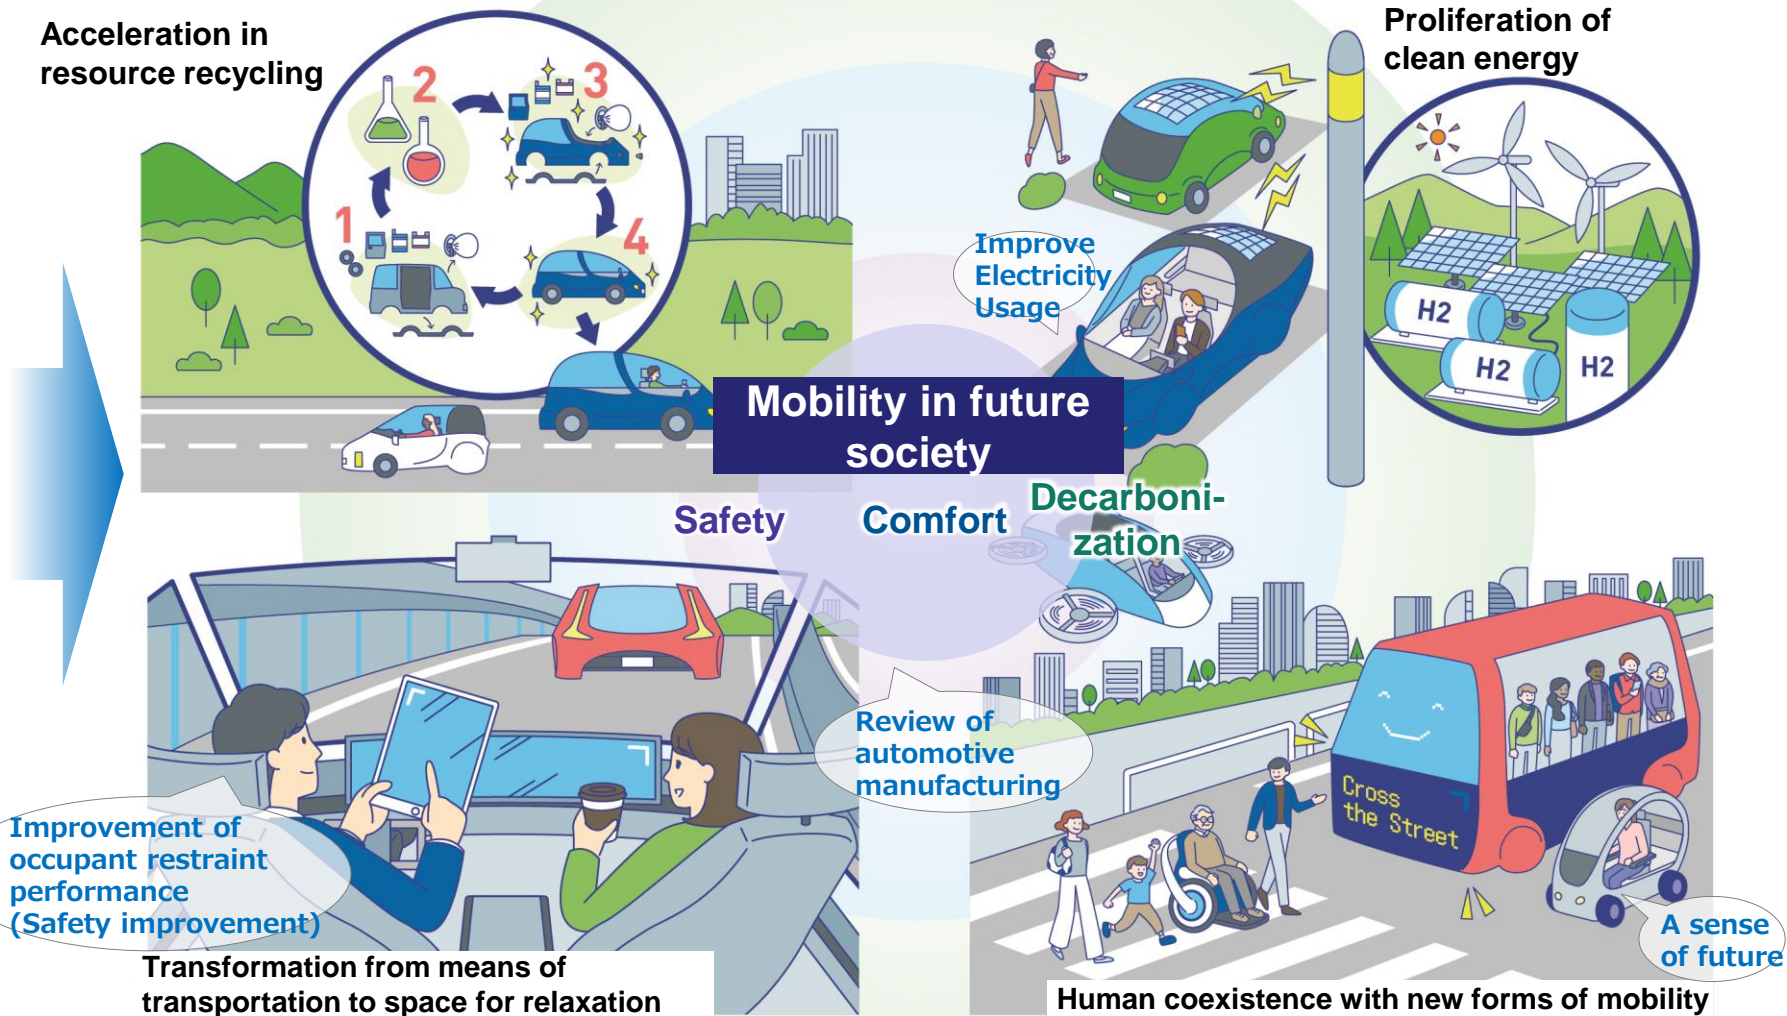 Acceleration in
resource recycling
2
3
1
4
Proliferation of
clean energy
H2
H2
H2
Improve
Electricity
Usage
Mobility in future
society
Safety
Comfort
Decarboni-
zation
Review of
automotive
manufacturing
Improvement of
occupant restraint
performance
(Safety improvement)
Transformation from means of
transportation to space for relaxation
Cross
the Street
A sense
of future
Human coexistence with new forms of mobility